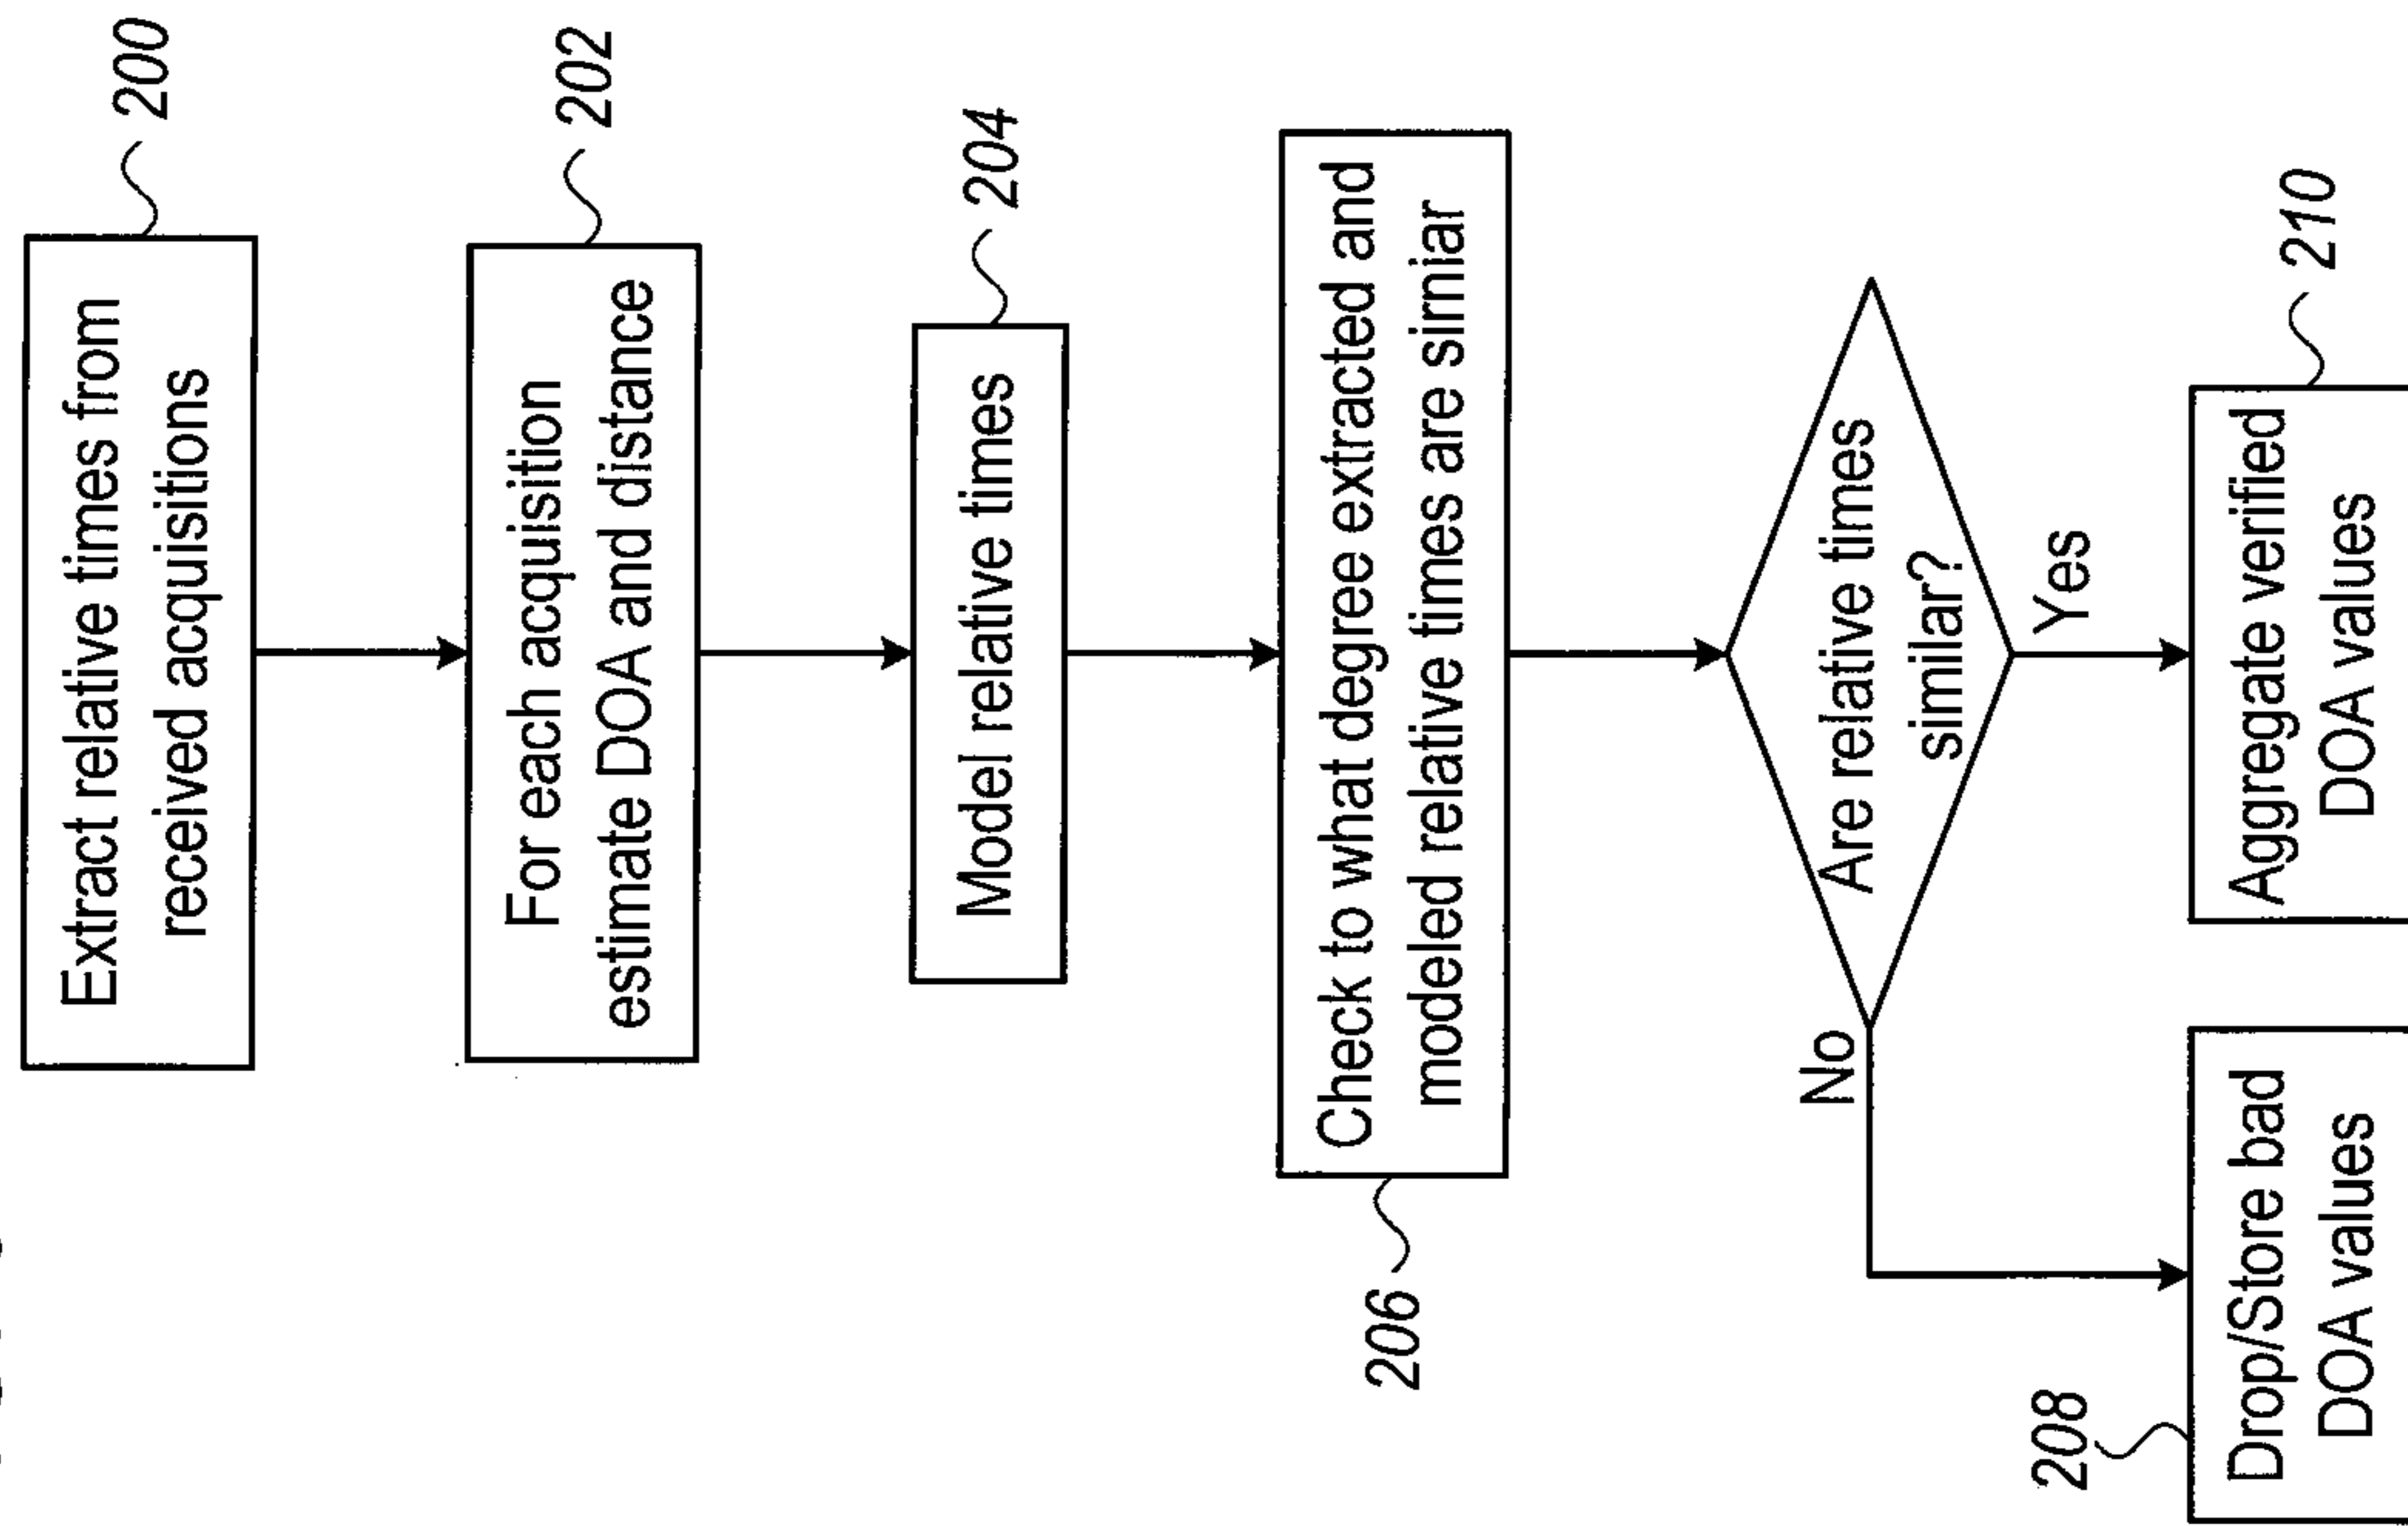 Extract relative times from
received acquisitions
200
For each acquisition
estimate DOA and distance
202
Model relative times
204
Check to what degree extracted and
modeled relative times are sirniar
206
Are relative times
similar?
No
Yes
Drop/Store bad
DOA values
208
Aggregate verified
DOA values
210